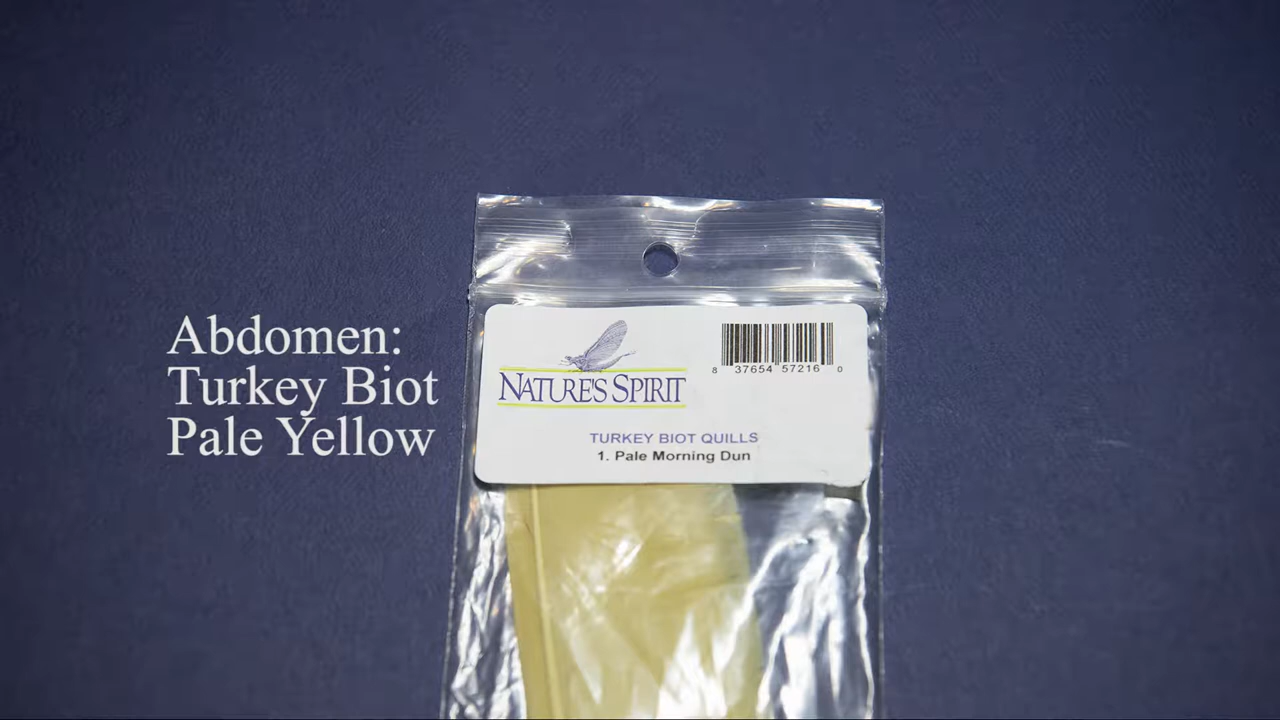 Abdomen:
Turkey Biot
Pale Yellow
NATURE'S SPIRIT
8 37654 57216 0
TURKEY BIOT QUILLS
1. Pale Morning Dun